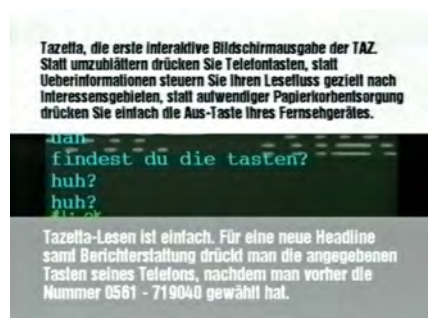 Tazetta, die erste interaktive Bildschirmausgabe der TAZ.
Statt umzublättern drücken Sie Telefontasten, statt
Ueberinformationen steuern Sie Ihren Lesefluss gezielt nach
Interessensgebieten, statt aufwendiger Papierkorbentsorgung
drücken Sie einfach die Aus-Taste Ihres Fernsehgerätes.
findest du die tasten?
huh?
huh?
Tazetta-Lesen ist einfach. Für eine neue Headline
samt Berichterstattung drückt man die angegebenen
Tasten seines Telefons, nachdem man vorher die
Nummer 0561 - 719040 gewählt hat.